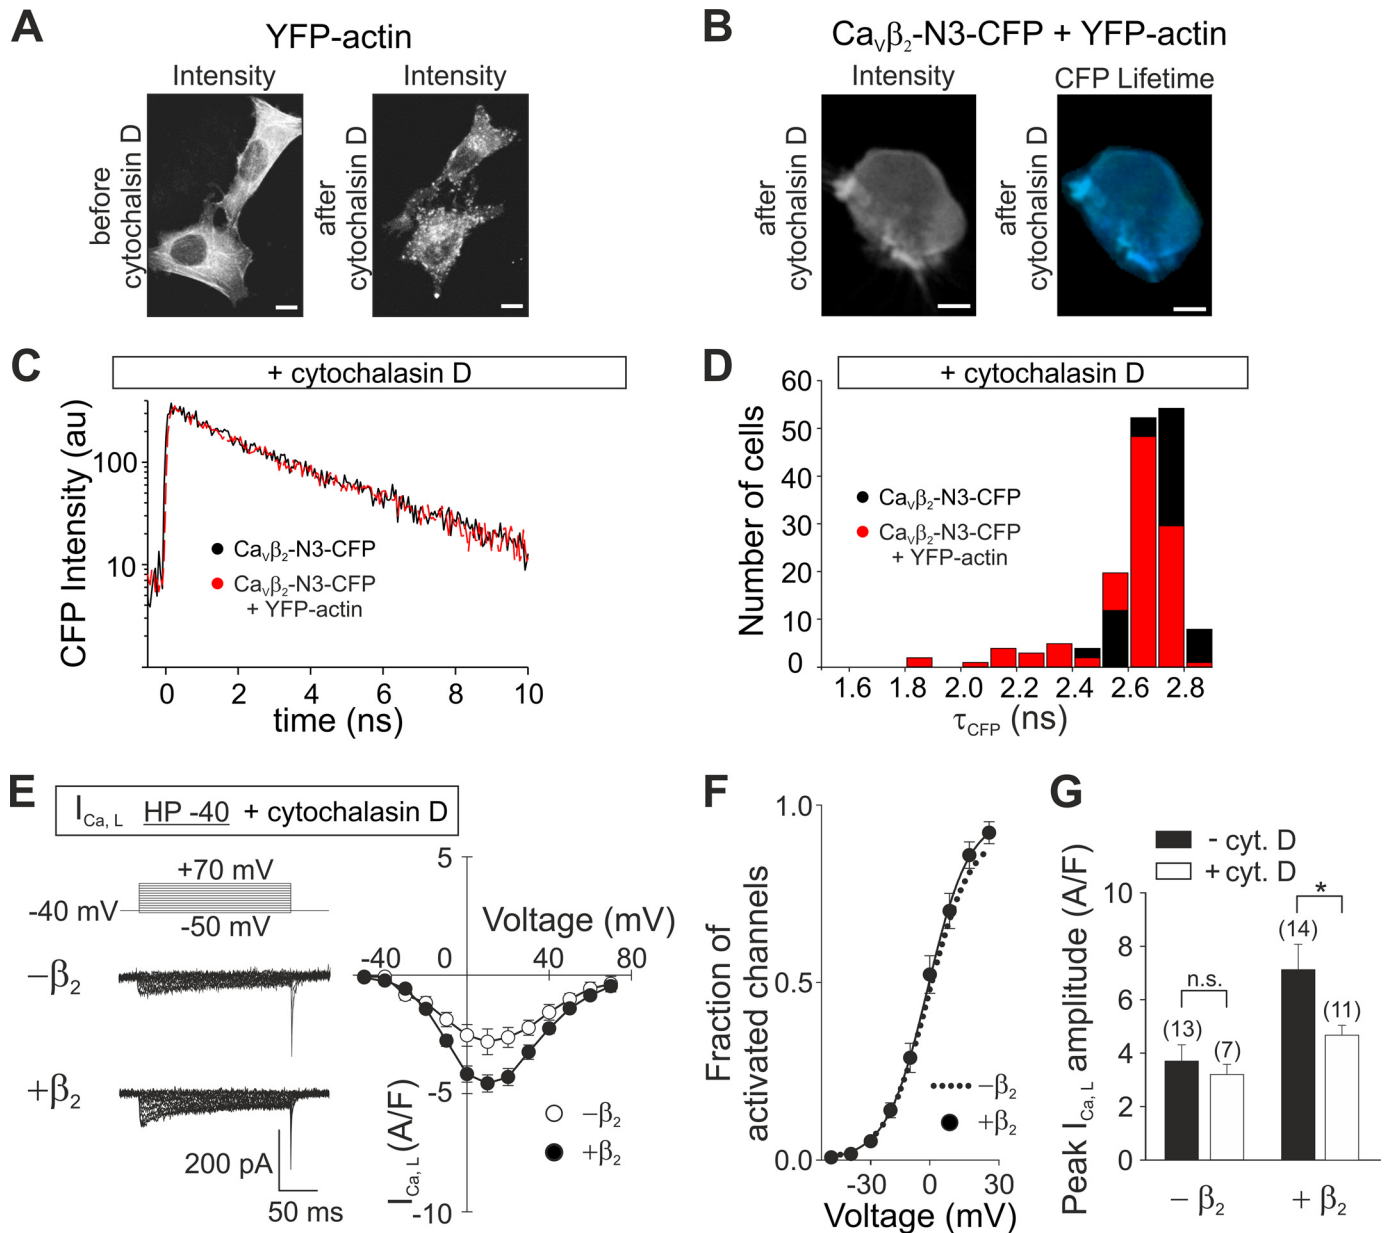 A
YFP-actin
Intensity
Intensity
before
cytochalsin D
after
cytochalsin D
B
Caᵥβ₂-N3-CFP + YFP-actin
Intensity
CFP Lifetime
after
cytochalsin D
after
cytochalsin D
C
+ cytochalasin D
CFP Intensity (au)
100
10
Caᵥβ₂-N3-CFP
Caᵥβ₂-N3-CFP
+ YFP-actin
0 2 4 6 8 10
time (ns)
D
+ cytochalasin D
Number of cells
60
50
40
30
20
10
0
Caᵥβ₂-N3-CFP
Caᵥβ₂-N3-CFP
+ YFP-actin
1.6 1.8 2.0 2.2 2.4 2.6 2.8
τCFP (ns)
E
ICa, L HP -40 + cytochalasin D
+70 mV
-40 mV
-50 mV
−β₂
+β₂
200 pA
50 ms
5
Voltage (mV)
-40 0 40 80
-5
-10
ICa, L (A/F)
−β₂
+β₂
F
Fraction of
activated channels
1.0
0.5
0.0
−β₂
+β₂
-30 0 30
Voltage (mV)
G
- cyt. D
+ cyt. D
Peak ICa, L amplitude (A/F)
10
8
6
4
2
0
*
(14)
n.s.
(13)
(7)
(11)
− β₂
+ β₂